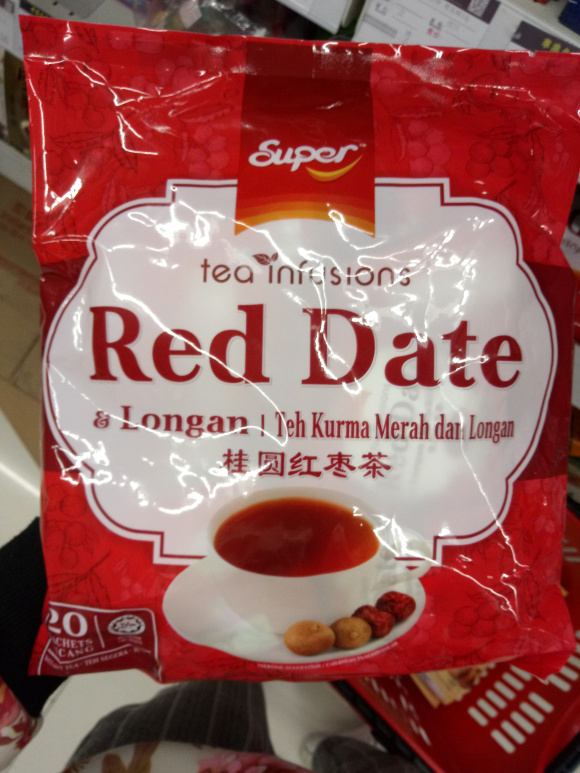 Super
tea infusions
Red Date
& Longan | Teh Kurma Merah dan Longan
桂圆红枣茶
20
SACHETS